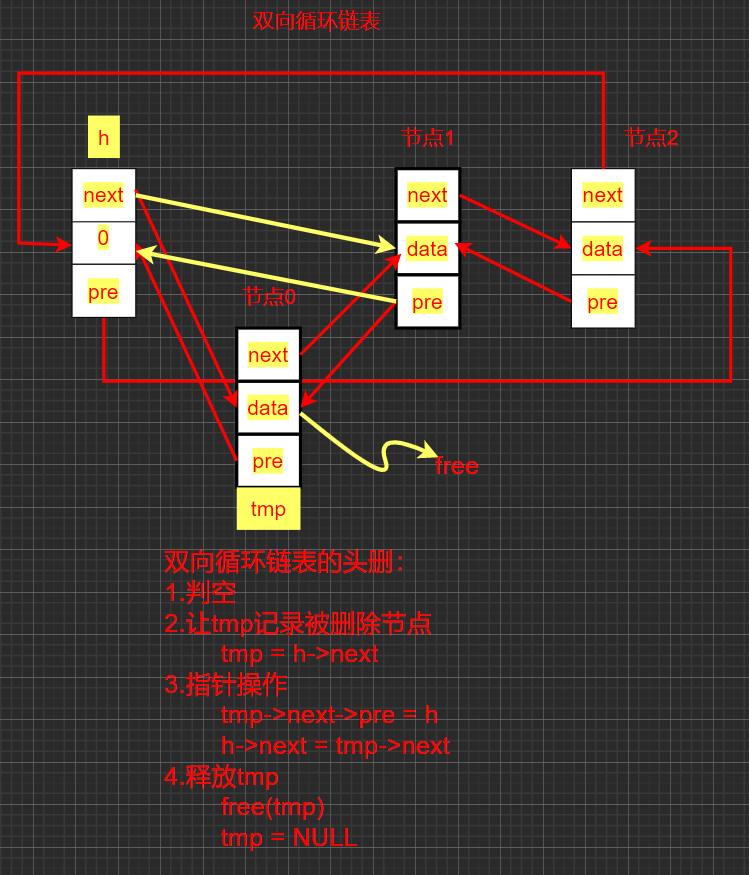 双向循环链表
h
节点1
节点2
next
0
pre
next
data
pre
next
data
pre
节点0
next
data
pre
tmp
free
双向循环链表的头删：
1.判空
2.让tmp记录被删除节点
tmp = h->next
3.指针操作
tmp->next->pre = h
h->next = tmp->next
4.释放tmp
free(tmp)
tmp = NULL